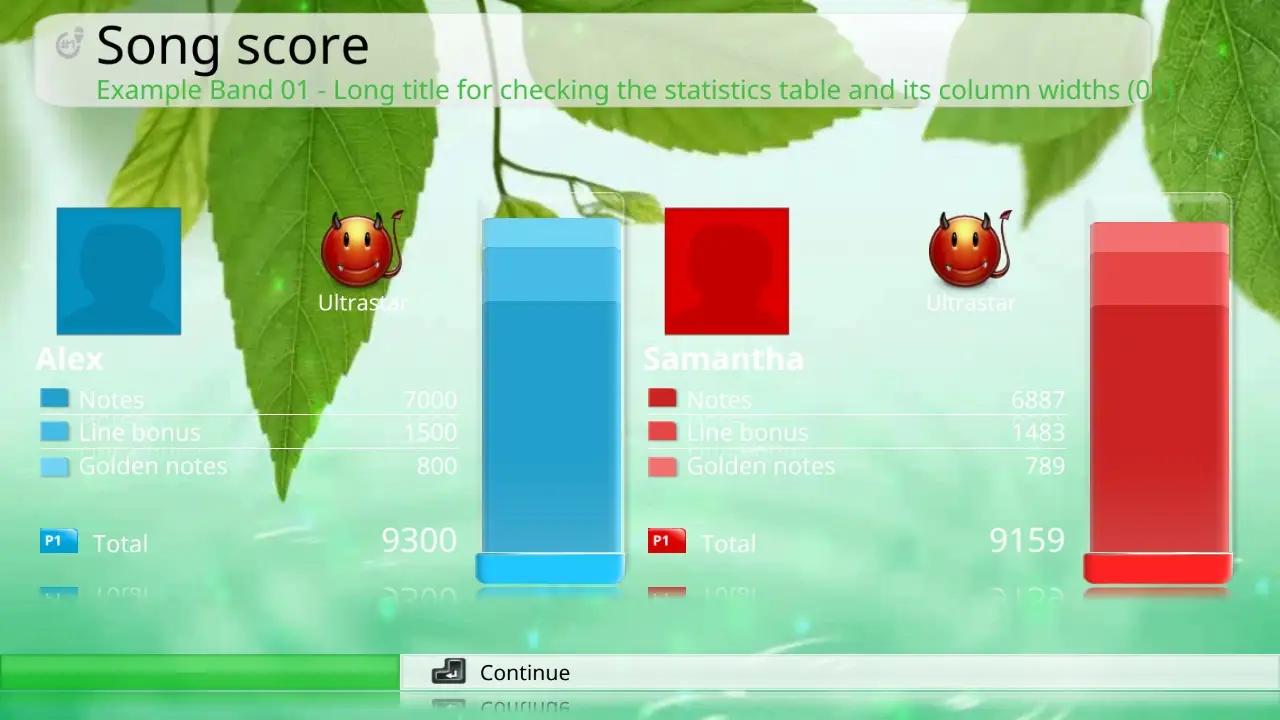 Song score
Example Band 01 - Long title for checking the statistics table and its column widths
Ultrastar
Ultrastar
Alex
Samantha
Notes 7000
Notes 6887
Line bonus 1500
Line bonus 1483
Golden notes 800
Golden notes 789
P1 Total 9300
P1 Total 9159
Continue